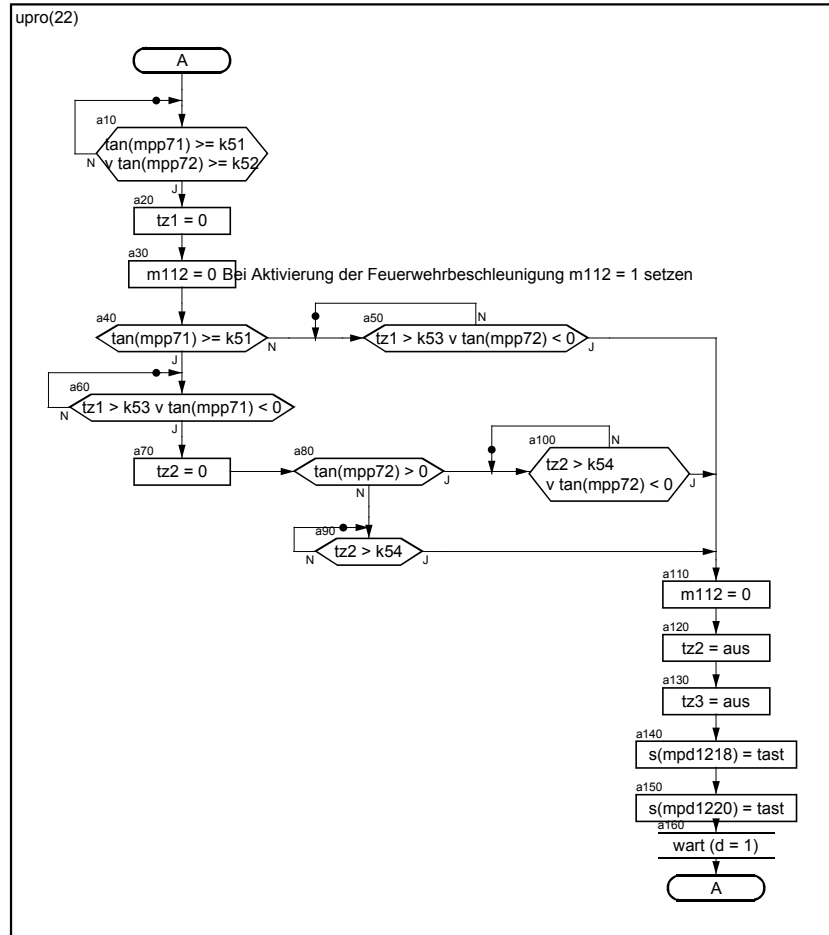 upro(22)
A
a10
tan(mpp71) >= k51
v tan(mpp72) >= k52
N
J
a20
tz1 = 0
a30
m112 = 0 Bei Aktivierung der Feuerwehrbeschleunigung m112 = 1 setzen
a40
tan(mpp71) >= k51
N
J
a50
N
tz1 > k53 v tan(mpp72) < 0
J
a60
tz1 > k53 v tan(mpp71) < 0
N
J
a70
tz2 = 0
a80
tan(mpp72) > 0
J
N
a100
N
tz2 > k54
v tan(mpp72) < 0
J
a90
tz2 > k54
N
J
a110
m112 = 0
a120
tz2 = aus
a130
tz3 = aus
a140
s(mpd1218) = tast
a150
s(mpd1220) = tast
a160
wart (d = 1)
A